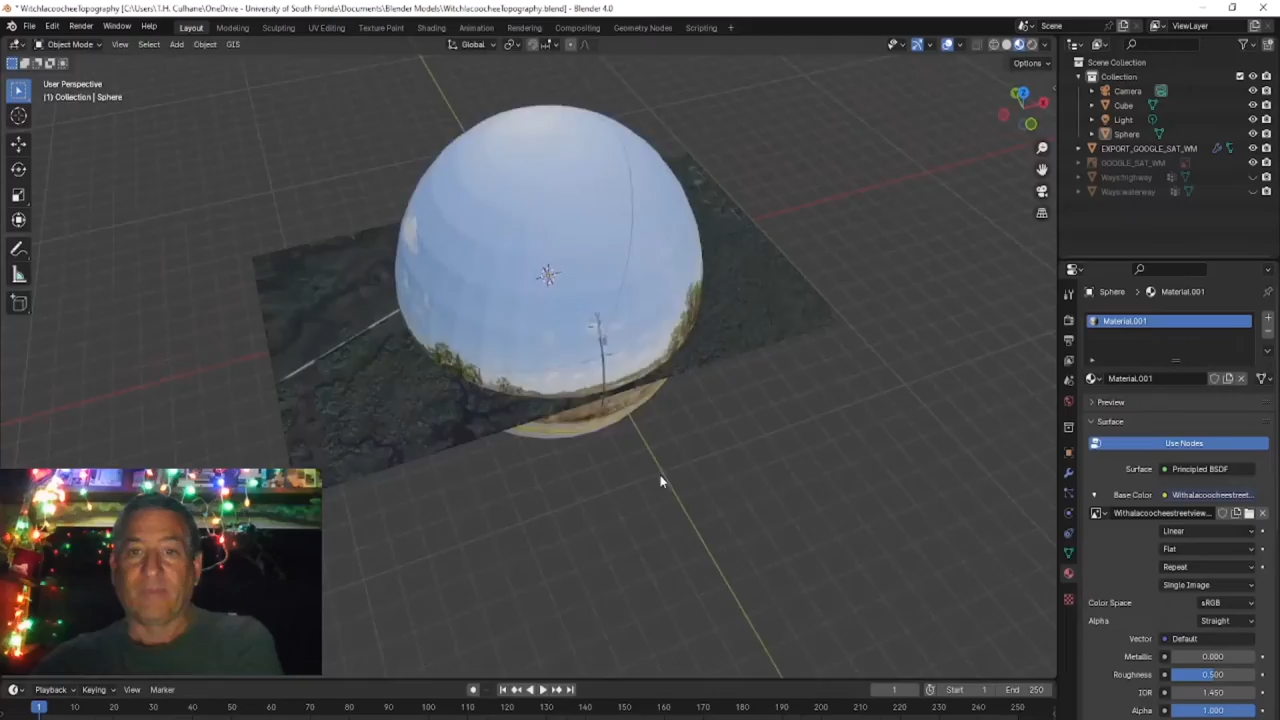 * WitchlacoocheeTopography [C:\Users\T.H. Culhane\OneDrive - University of South Florida\Documents\Blender Models\WitchlacoocheeTopography.blend] - Blender 4.0
File Edit Render Window Help Layout Modeling Sculpting UV Editing Texture Paint Shading Animation Rendering Compositing Geometry Nodes Scripting + Scene ViewLayer
Object Mode View Select Add Object GIS Global
Options
User Perspective
(1) Collection | Sphere
Scene Collection
Collection
Camera
Cube
Light
Sphere
EXPORT_GOOGLE_SAT_WM
GOOGLE_SAT_WM
Ways:highway
Ways:waterway
Sphere > Material.001
Material.001
Material.001
Preview
Surface
Use Nodes
Surface Principled BSDF
Base Color Withalacoocheestreet...
Withalacoocheestreetview...
Linear
Flat
Repeat
Single Image
Color Space sRGB
Alpha Straight
Vector Default
Metallic 0.000
Roughness 0.500
IOR 1.450
Alpha 1.000
Playback Keying View Marker 1 Start 1 End 250
1 10 20 30 40 50 60 70 80 90 100 110 120 130 140 150 160 170 180 190 200 210 220 230 240 250